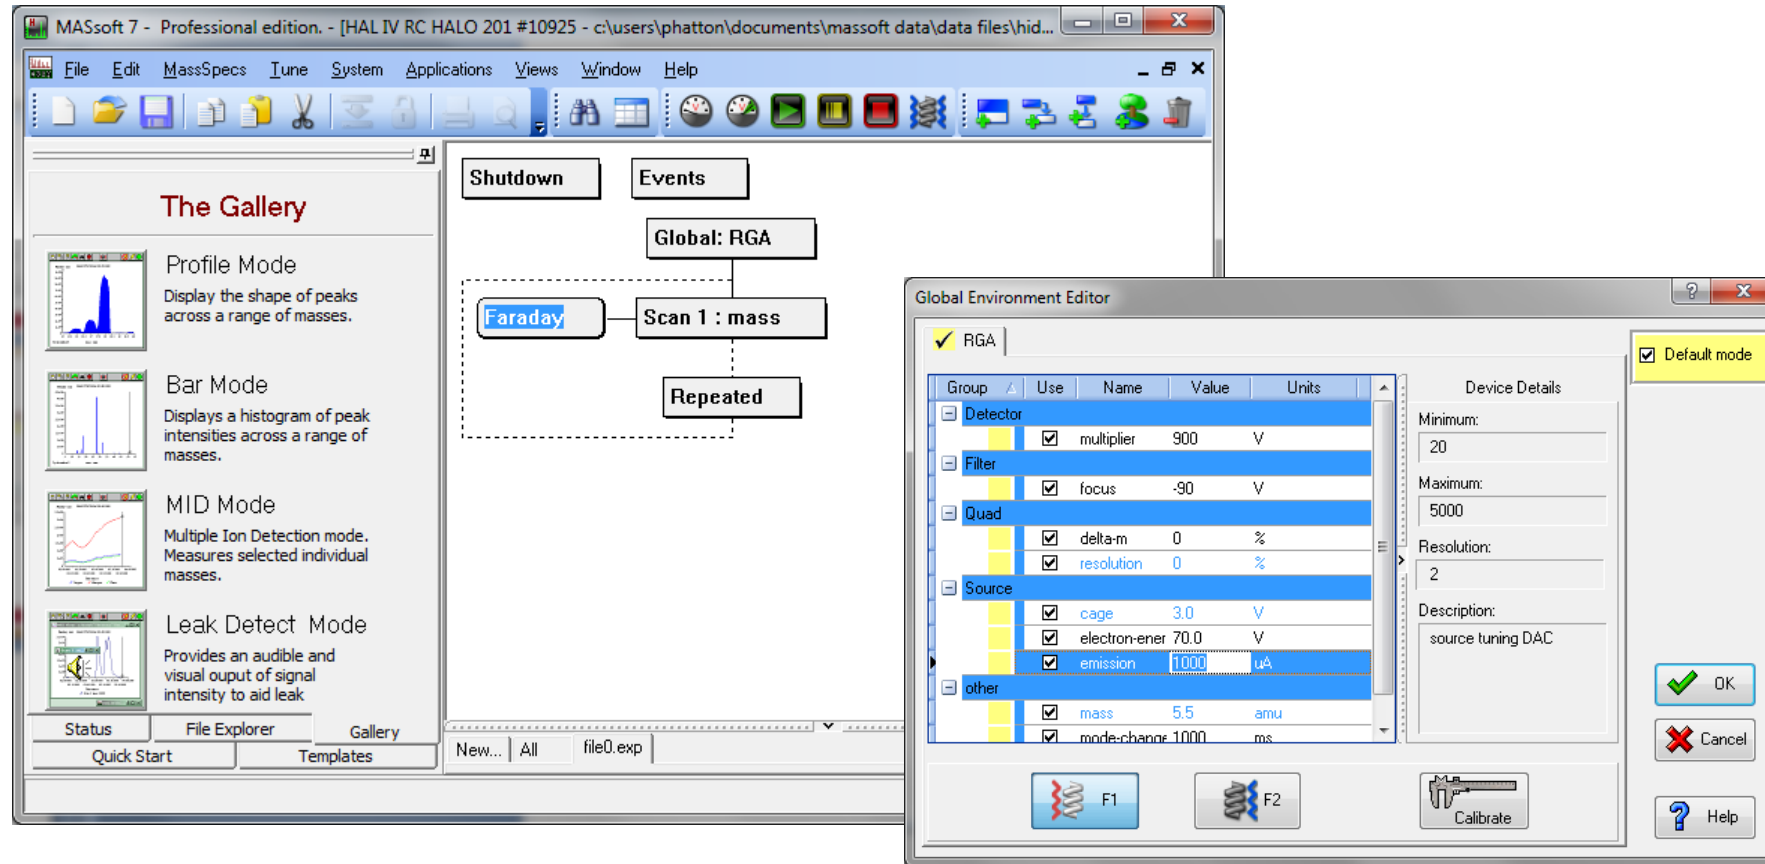 MASsoft 7 - Professional edition. - [HAL IV RC HALO 201 #10925 - c:\users\phatton\documents\massoft data\data files\hid...
File Edit MassSpecs Tune System Applications Views Window Help
The Gallery
Profile Mode
Display the shape of peaks
across a range of masses.
Bar Mode
Displays a histogram of peak
intensities across a range of
masses.
MID Mode
Multiple Ion Detection mode.
Measures selected individual
masses.
Leak Detect Mode
Provides an audible and
visual ouput of signal
intensity to aid leak
Status File Explorer Gallery
Quick Start Templates
Shutdown Events
Global: RGA
Faraday Scan 1 : mass
Repeated
New... All file0.exp
Global Environment Editor
RGA
Group Use Name Value Units
Detector
multiplier 900 V
Filter
focus -90 V
Quad
delta-m 0 %
resolution 0 %
Source
cage 3.0 V
electron-ener 70.0 V
emission 1000 uA
other
mass 5.5 amu
mode-change 1000 ms
Device Details
Minimum:
20
Maximum:
5000
Resolution:
2
Description:
source tuning DAC
Default mode
OK
Cancel
Help
F1 F2 Calibrate